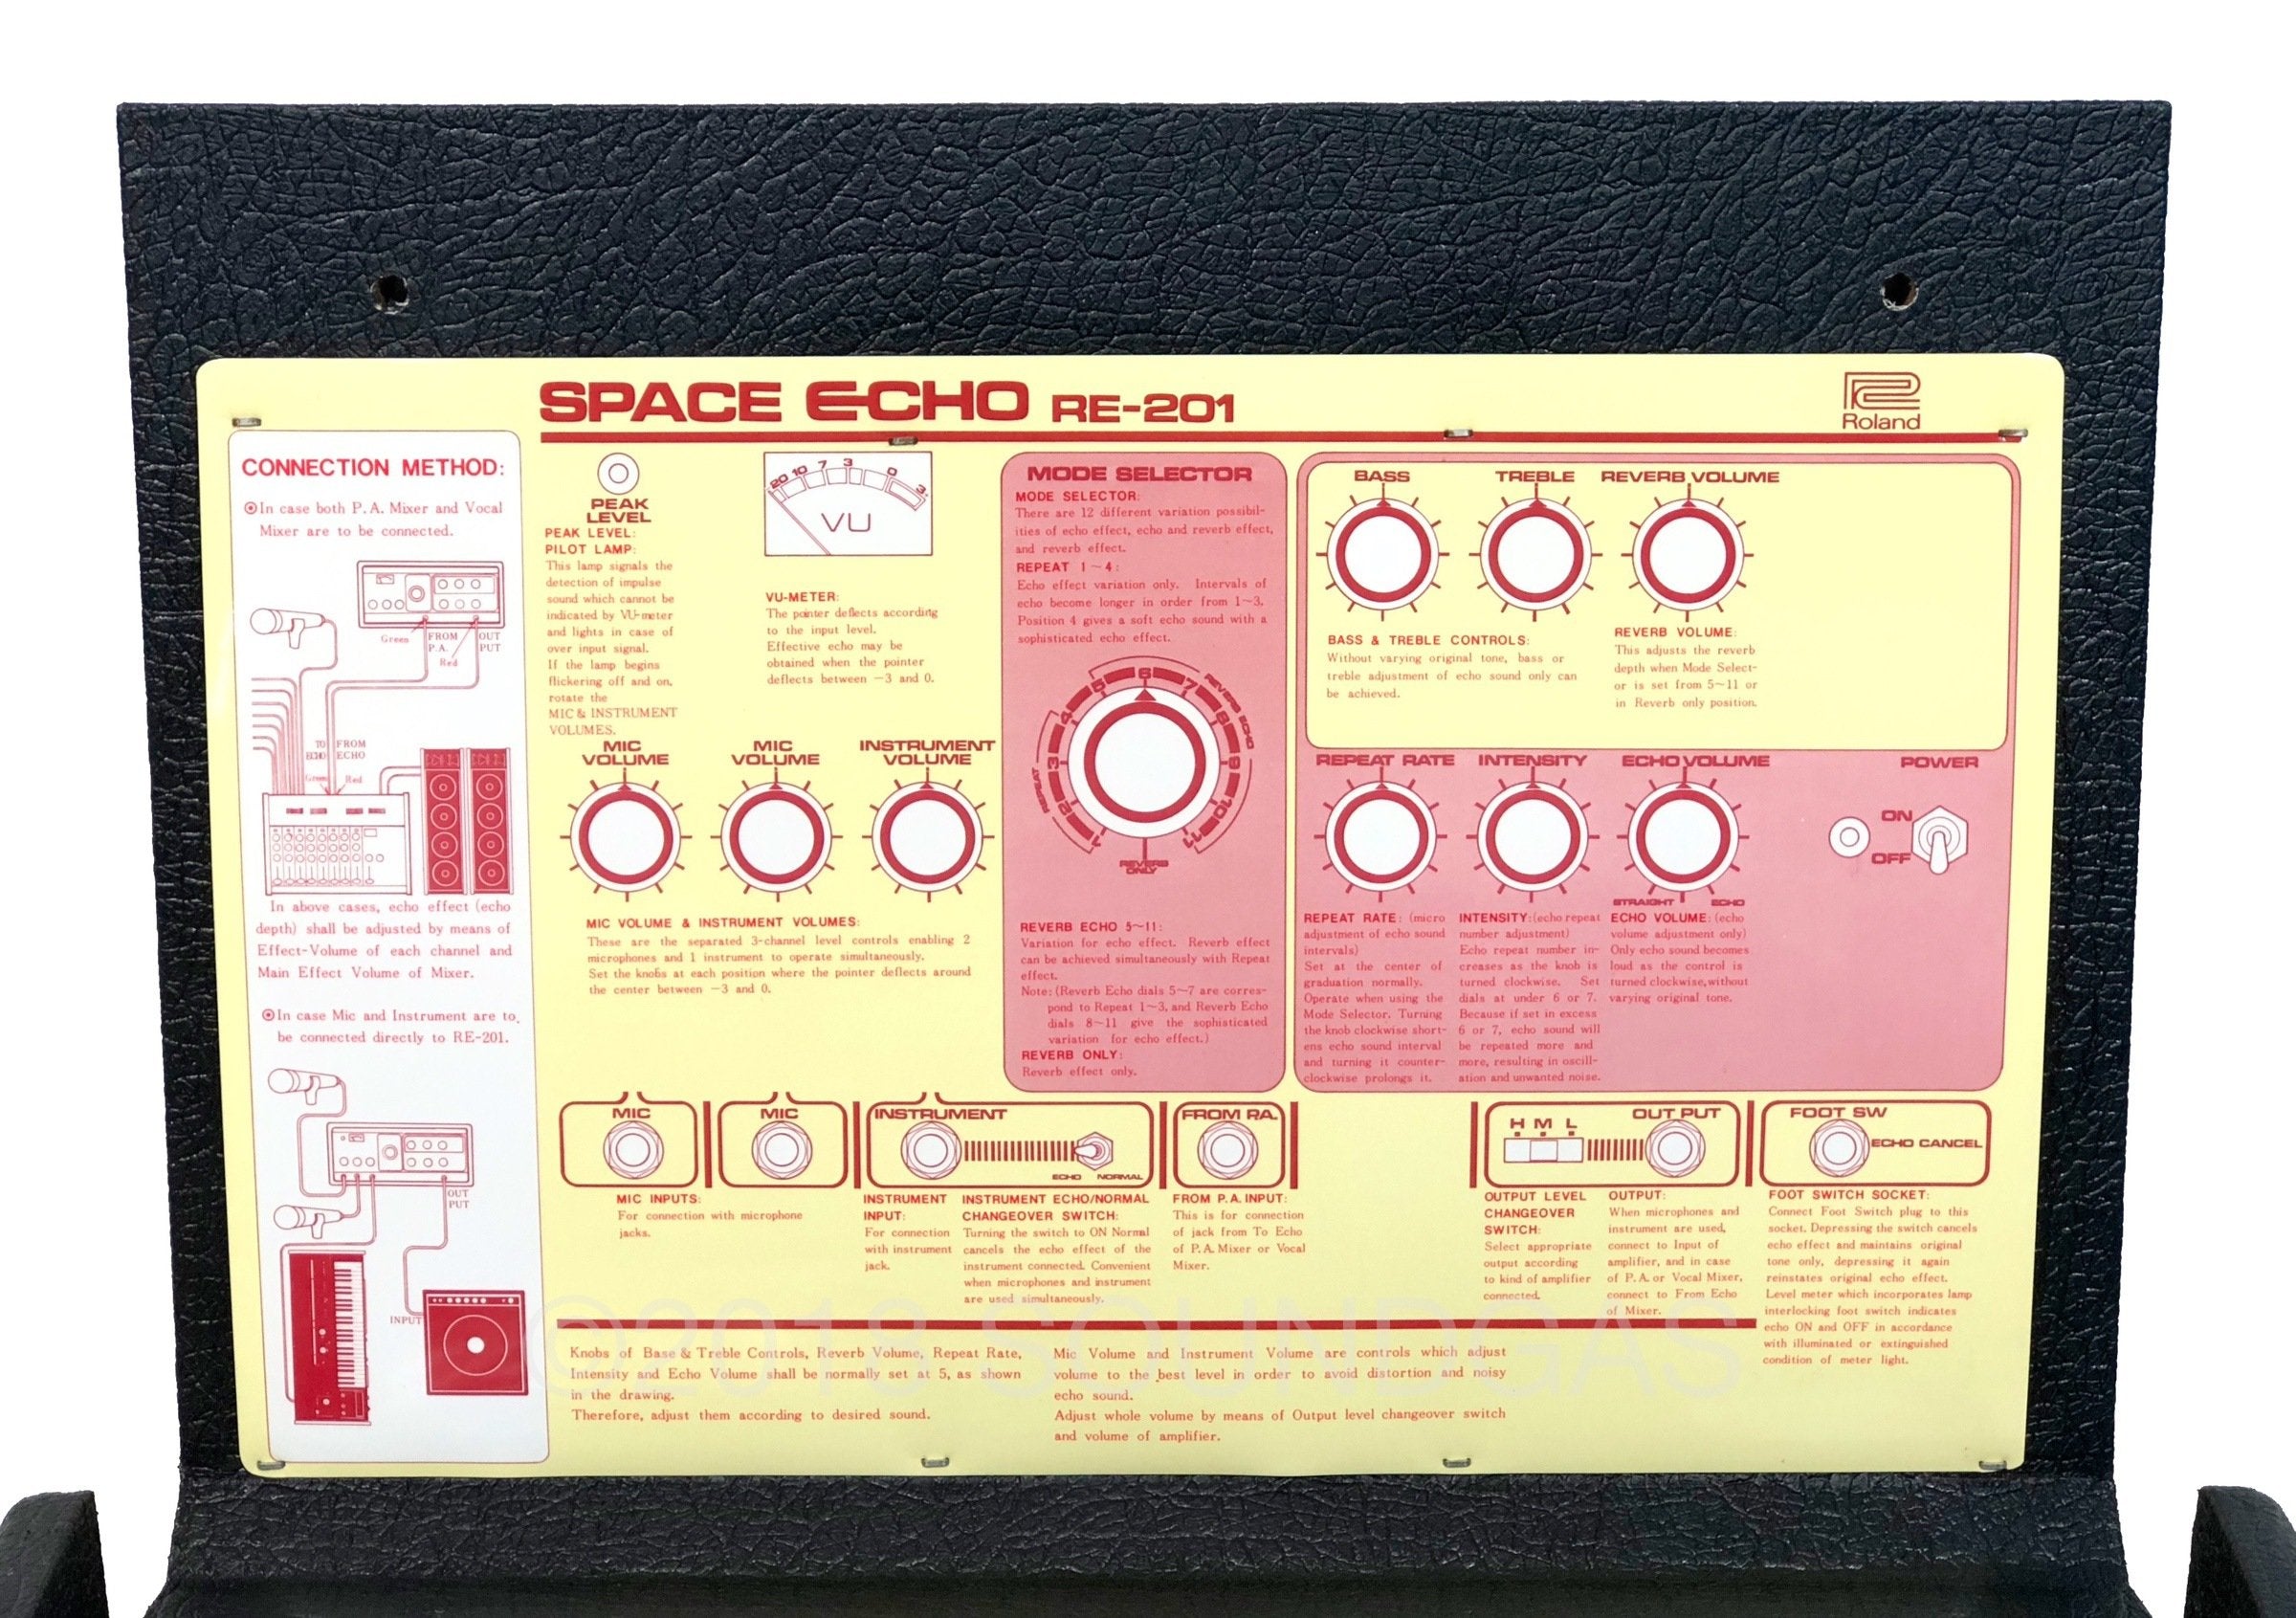 SPACE ECHO RE-201
Roland
CONNECTION METHOD:
In case both P.A. Mixer and Vocal
Mixer are to be connected.
Green
FROM
P.A.
OUT
PUT
Red
TO
ECHO
FROM
ECHO
Green
Red
In above cases, echo effect (echo
depth) shall be adjusted by means of
Effect-Volume of each channel and
Main Effect Volume of Mixer.
In case Mic and Instrument are to
be connected directly to RE-201.
OUT
PUT
INPUT
PEAK
LEVEL
PEAK LEVEL:
PILOT LAMP:
This lamp signals the
detection of impulse
sound which cannot be
indicated by VU-meter
and lights in case of
over input signal.
If the lamp begins
flickering off and on,
rotate the
MIC & INSTRUMENT
VOLUMES.
20 10 7 3 0 3
VU
VU-METER:
The pointer deflects according
to the input level.
Effective echo may be
obtained when the pointer
deflects between −3 and 0.
MIC
VOLUME
MIC
VOLUME
INSTRUMENT
VOLUME
MIC VOLUME & INSTRUMENT VOLUMES:
These are the separated 3-channel level controls enabling 2
microphones and 1 instrument to operate simultaneously.
Set the knobs at each position where the pointer deflects around
the center between −3 and 0.
MODE SELECTOR
MODE SELECTOR:
There are 12 different variation possibil-
ities of echo effect, echo and reverb effect,
and reverb effect.
REPEAT 1~4:
Echo effect variation only. Intervals of
echo become longer in order from 1~3.
Position 4 gives a soft echo sound with a
sophisticated echo effect.
1 2 3 4 5 6 7 8 9 10 11
REPEAT
REVERB ECHO
REVERB
ONLY
REVERB ECHO 5~11:
Variation for echo effect. Reverb effect
can be achieved simultaneously with Repeat
effect.
Note: (Reverb Echo dials 5~7 are corres-
pond to Repeat 1~3, and Reverb Echo
dials 8~11 give the sophisticated
variation for echo effect.)
REVERB ONLY:
Reverb effect only.
BASS
TREBLE
REVERB VOLUME
BASS & TREBLE CONTROLS:
Without varying original tone, bass or
treble adjustment of echo sound only can
be achieved.
REVERB VOLUME:
This adjusts the reverb
depth when Mode Select-
or is set from 5~11 or
in Reverb only position.
REPEAT RATE
INTENSITY
ECHO VOLUME
STRAIGHT
ECHO
POWER
ON
OFF
REPEAT RATE: (micro
adjustment of echo sound
intervals)
Set at the center of
graduation normally.
Operate when using the
Mode Selector. Turning
the knob clockwise short-
ens echo sound interval
and turning it counter-
clockwise prolongs it.
INTENSITY:(echo repeat
number adjustment)
Echo repeat number in-
creases as the knob is
turned clockwise. Set
dials at under 6 or 7.
Because if set in excess
6 or 7, echo sound will
be repeated more and
more, resulting in oscill-
ation and unwanted noise.
ECHO VOLUME: (echo
volume adjustment only)
Only echo sound becomes
loud as the control is
turned clockwise, without
varying original tone.
MIC
MIC
INSTRUMENT
ECHO
NORMAL
FROM P.A.
H M L
OUT PUT
FOOT SW
ECHO CANCEL
MIC INPUTS:
For connection with microphone
jacks.
INSTRUMENT
INPUT:
For connection
with instrument
jack.
INSTRUMENT ECHO/NORMAL
CHANGEOVER SWITCH:
Turning the switch to ON Normal
cancels the echo effect of the
instrument connected. Convenient
when microphones and instrument
are used simultaneously.
FROM P.A. INPUT:
This is for connection
of jack from To Echo
of P.A. Mixer or Vocal
Mixer.
OUTPUT LEVEL
CHANGEOVER
SWITCH:
Select appropriate
output according
to kind of amplifier
connected.
OUTPUT:
When microphones and
instrument are used,
connect to Input of
amplifier, and in case
of P.A. or Vocal Mixer,
connect to From Echo
of Mixer.
FOOT SWITCH SOCKET:
Connect Foot Switch plug to this
socket. Depressing the switch cancels
echo effect and maintains original
tone only, depressing it again
reinstates original echo effect.
Level meter which incorporates lamp
interlocking foot switch indicates
echo ON and OFF in accordance
with illuminated or extinguished
condition of meter light.
©2018 SOUNDGAS
Knobs of Base & Treble Controls, Reverb Volume, Repeat Rate,
Intensity and Echo Volume shall be normally set at 5, as shown
in the drawing.
Therefore, adjust them according to desired sound.
Mic Volume and Instrument Volume are controls which adjust
volume to the best level in order to avoid distortion and noisy
echo sound.
Adjust whole volume by means of Output level changeover switch
and volume of amplifier.